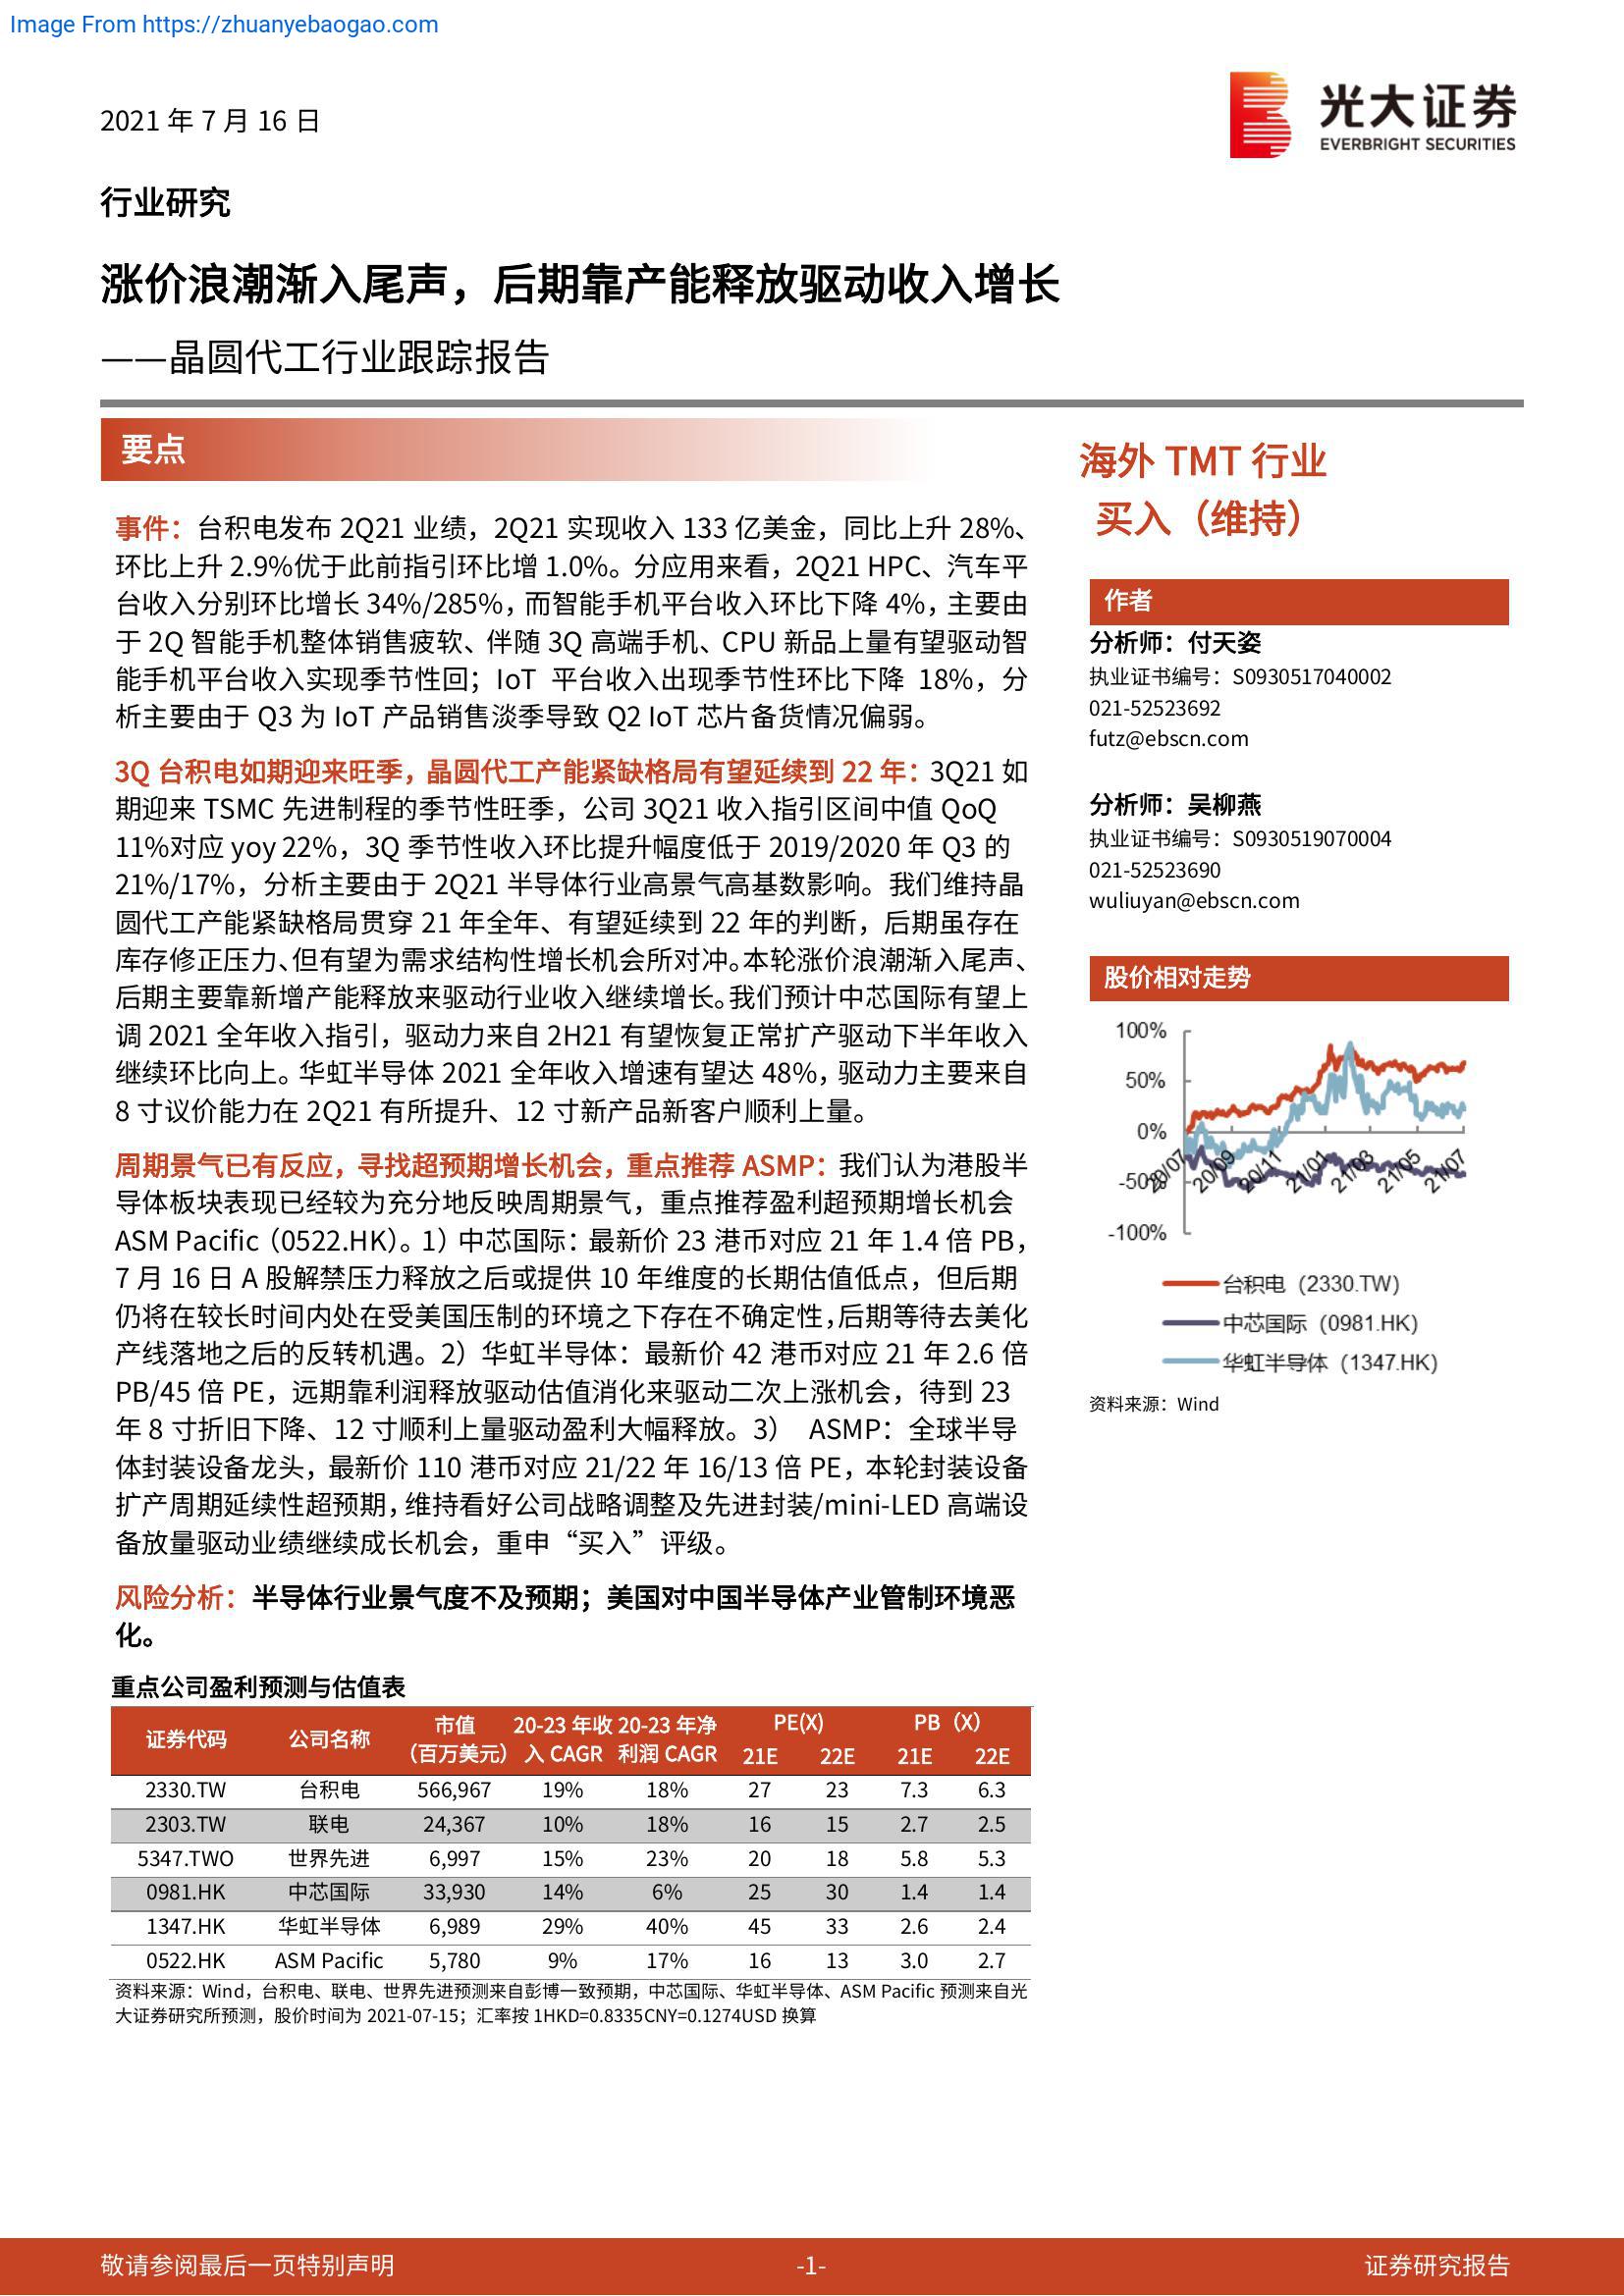 Image From https://zhuanyebaogao.com
2021 年 7 月 16 日
光大证券
EVERBRIGHT SECURITIES
行业研究
涨价浪潮渐入尾声，后期靠产能释放驱动收入增长
——晶圆代工行业跟踪报告
要点
事件：台积电发布 2Q21 业绩，2Q21 实现收入 133 亿美金，同比上升 28%、
环比上升 2.9%优于此前指引环比增 1.0%。分应用来看，2Q21 HPC、汽车平
台收入分别环比增长 34%/285%，而智能手机平台收入环比下降 4%，主要由
于 2Q 智能手机整体销售疲软、伴随 3Q 高端手机、CPU 新品上量有望驱动智
能手机平台收入实现季节性回；IoT 平台收入出现季节性环比下降 18%，分
析主要由于 Q3 为 IoT 产品销售淡季导致 Q2 IoT 芯片备货情况偏弱。
3Q 台积电如期迎来旺季，晶圆代工产能紧缺格局有望延续到 22 年：3Q21 如
期迎来 TSMC 先进制程的季节性旺季，公司 3Q21 收入指引区间中值 QoQ
11%对应 yoy 22%，3Q 季节性收入环比提升幅度低于 2019/2020 年 Q3 的
21%/17%，分析主要由于 2Q21 半导体行业高景气高基数影响。我们维持晶
圆代工产能紧缺格局贯穿 21 年全年、有望延续到 22 年的判断，后期虽存在
库存修正压力、但有望为需求结构性增长机会所对冲。本轮涨价浪潮渐入尾声、
后期主要靠新增产能释放来驱动行业收入继续增长。我们预计中芯国际有望上
调 2021 全年收入指引，驱动力来自 2H21 有望恢复正常扩产驱动下半年收入
继续环比向上。华虹半导体 2021 全年收入增速有望达 48%，驱动力主要来自
8 寸议价能力在 2Q21 有所提升、12 寸新产品新客户顺利上量。
周期景气已有反应，寻找超预期增长机会，重点推荐 ASMP：我们认为港股半
导体板块表现已经较为充分地反映周期景气，重点推荐盈利超预期增长机会
ASM Pacific（0522.HK）。1）中芯国际：最新价 23 港币对应 21 年 1.4 倍 PB，
7 月 16 日 A 股解禁压力释放之后或提供 10 年维度的长期估值低点，但后期
仍将在较长时间内处在受美国压制的环境之下存在不确定性，后期等待去美化
产线落地之后的反转机遇。2）华虹半导体：最新价 42 港币对应 21 年 2.6 倍
PB/45 倍 PE，远期靠利润释放驱动估值消化来驱动二次上涨机会，待到 23
年 8 寸折旧下降、12 寸顺利上量驱动盈利大幅释放。3） ASMP：全球半导
体封装设备龙头，最新价 110 港币对应 21/22 年 16/13 倍 PE，本轮封装设备
扩产周期延续性超预期，维持看好公司战略调整及先进封装/mini-LED 高端设
备放量驱动业绩继续成长机会，重申“买入”评级。
风险分析：半导体行业景气度不及预期；美国对中国半导体产业管制环境恶
化。
重点公司盈利预测与估值表
证券代码 公司名称 市值（百万美元） 20-23 年收入 CAGR 20-23 年净利润 CAGR PE(X) PB（X）
21E 22E 21E 22E
2330.TW 台积电 566,967 19% 18% 27 23 7.3 6.3
2303.TW 联电 24,367 10% 18% 16 15 2.7 2.5
5347.TWO 世界先进 6,997 15% 23% 20 18 5.8 5.3
0981.HK 中芯国际 33,930 14% 6% 25 30 1.4 1.4
1347.HK 华虹半导体 6,989 29% 40% 45 33 2.6 2.4
0522.HK ASM Pacific 5,780 9% 17% 16 13 3.0 2.7
资料来源：Wind，台积电、联电、世界先进预测来自彭博一致预期，中芯国际、华虹半导体、ASM Pacific 预测来自光
大证券研究所预测，股价时间为 2021-07-15；汇率按 1HKD=0.8335CNY=0.1274USD 换算
海外 TMT 行业
买入（维持）
作者
分析师：付天姿
执业证书编号：S0930517040002
021-52523692
futz@ebscn.com
分析师：吴柳燕
执业证书编号：S0930519070004
021-52523690
wuliuyan@ebscn.com
股价相对走势
100%
50%
0%
-50%
-100%
20/07 20/09 20/11 21/01 21/03 21/05 21/07
台积电（2330.TW）
中芯国际（0981.HK）
华虹半导体（1347.HK）
资料来源：Wind
敬请参阅最后一页特别声明
-1-
证券研究报告